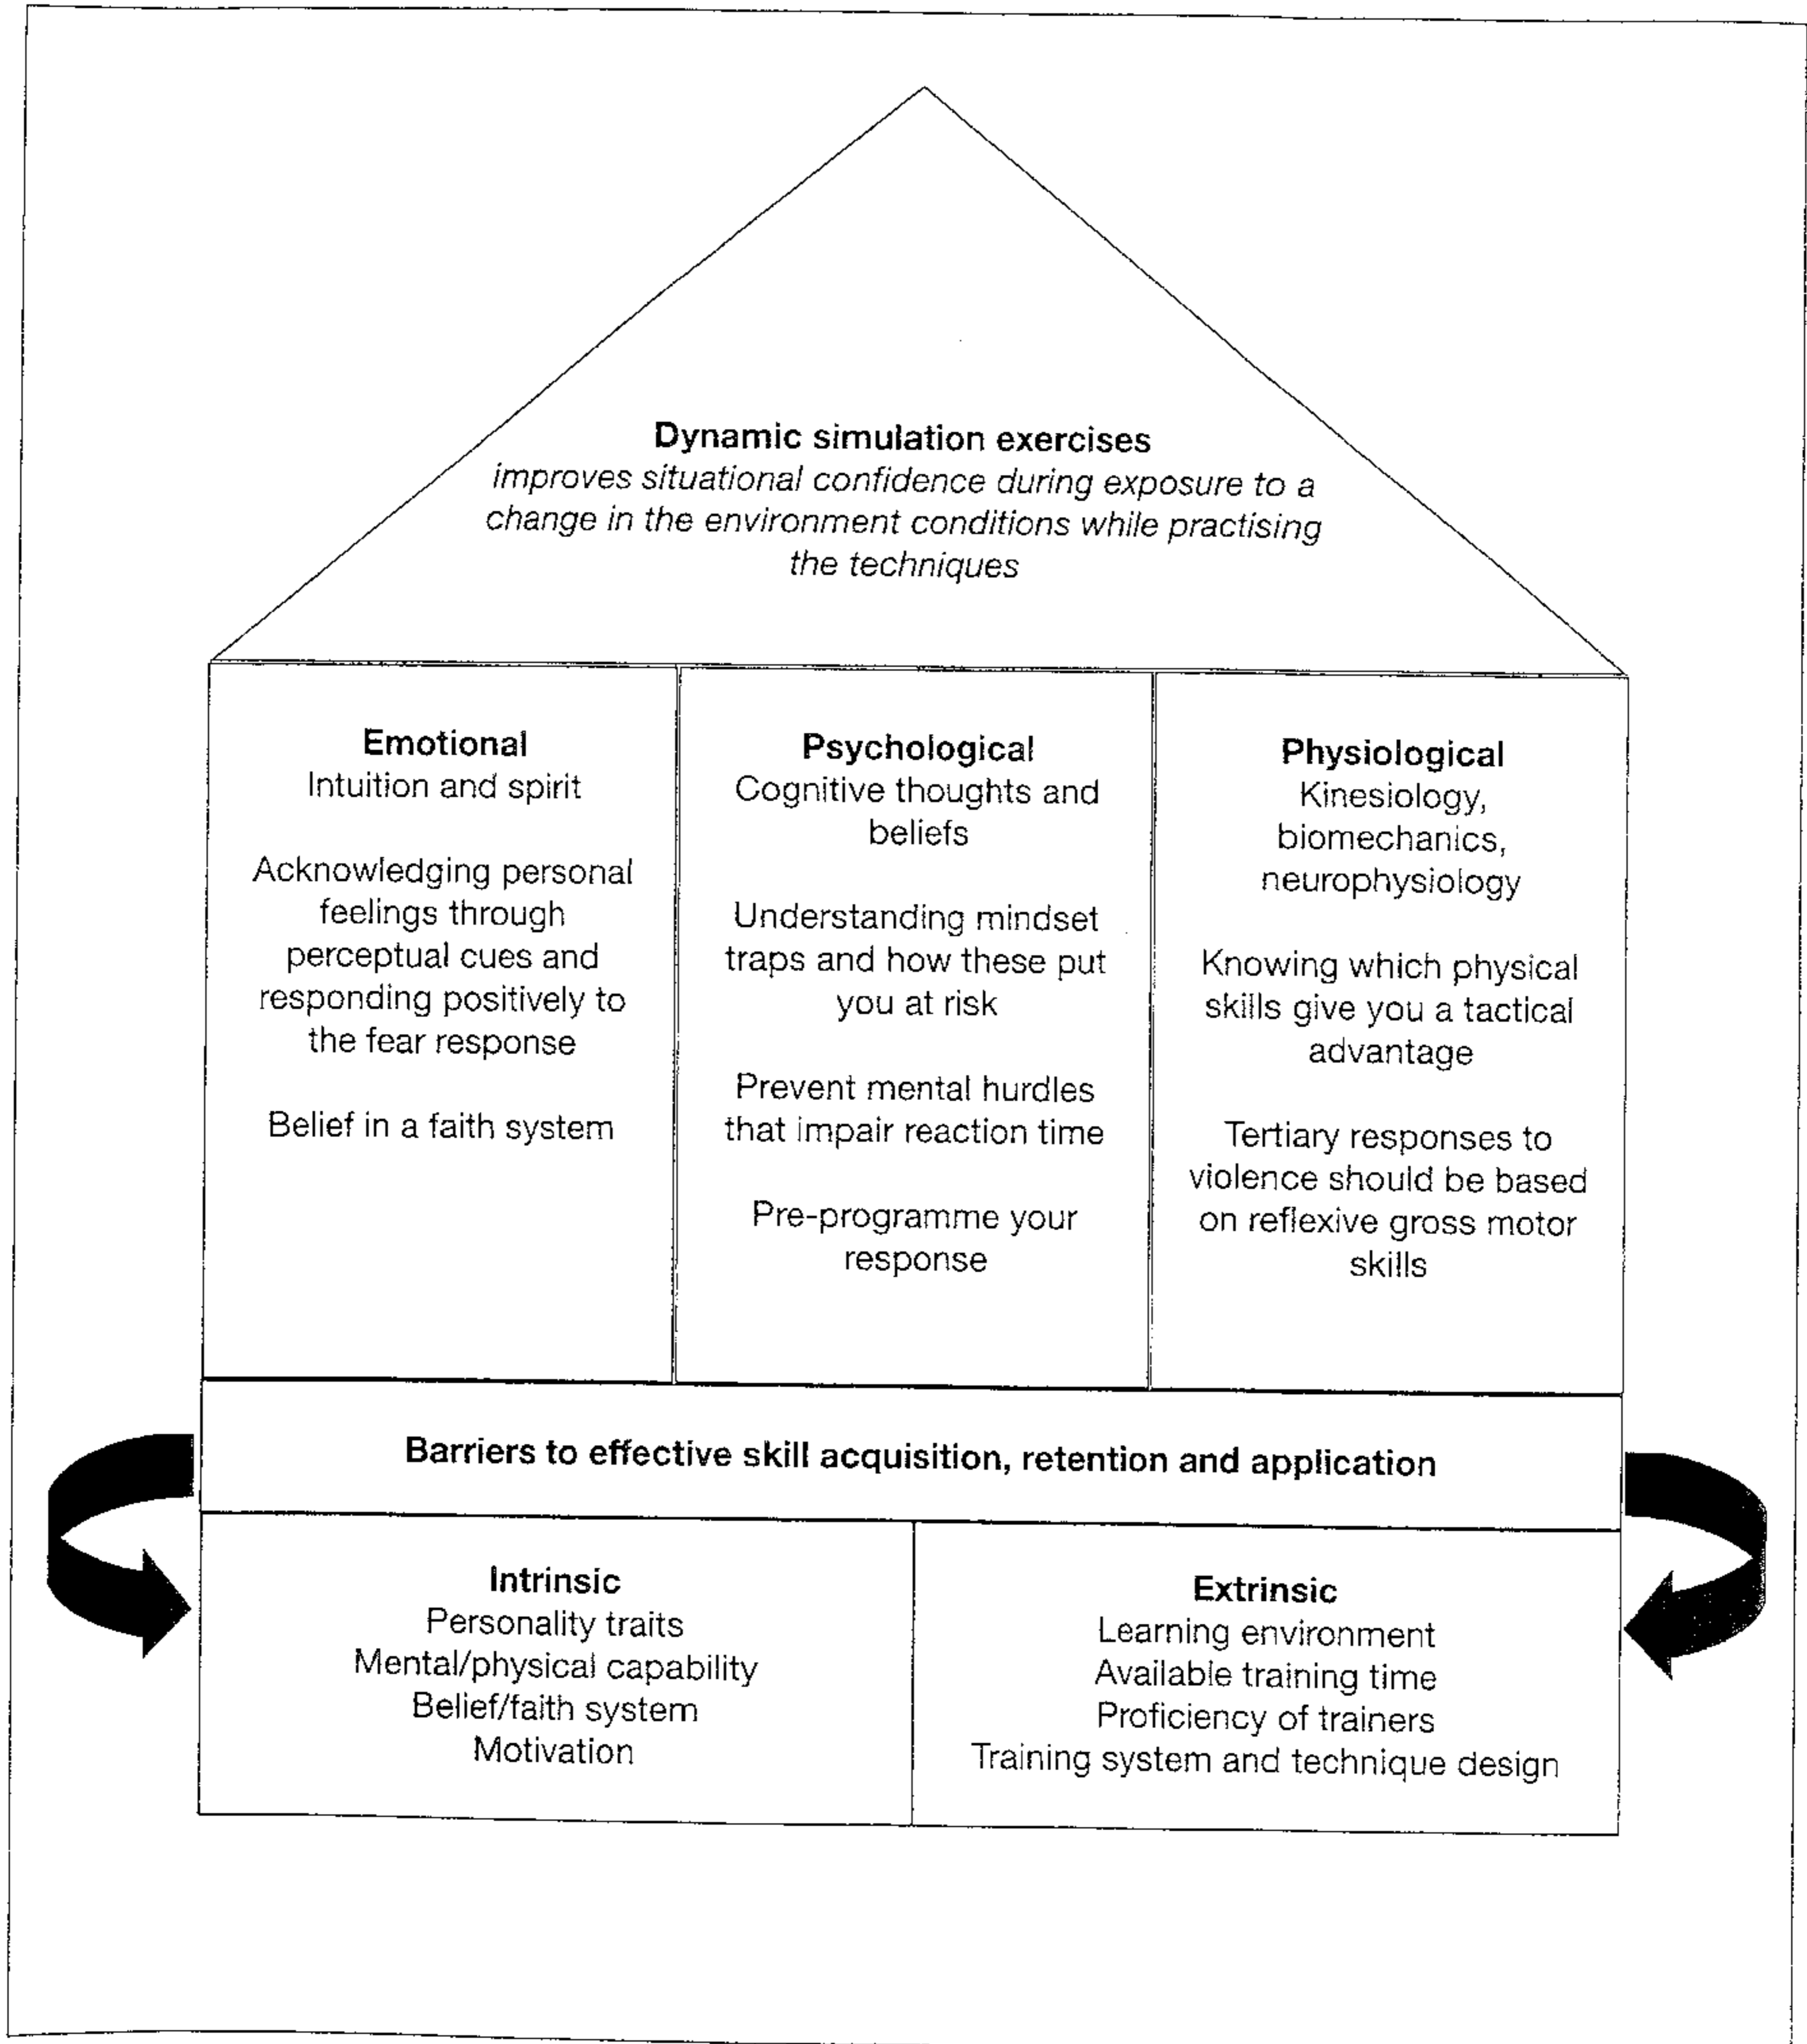 Dynamic simulation exercises
improves situational confidence during exposure to a
change in the environment conditions while practising
the techniques
Emotional
Intuition and spirit
Acknowledging personal
feelings through
perceptual cues and
responding positively to
the fear response
Belief in a faith system
Psychological
Cognitive thoughts and
beliefs
Understanding mindset
traps and how these put
you at risk
Prevent mental hurdles
that impair reaction time
Pre-programme your
response
Physiological
Kinesiology,
biomechanics,
neurophysiology
Knowing which physical
skills give you a tactical
advantage
Tertiary responses to
violence should be based
on reflexive gross motor
skills
Barriers to effective skill acquisition, retention and application
Intrinsic
Personality traits
Mental/physical capability
Belief/faith system
Motivation
Extrinsic
Learning environment
Available training time
Proficiency of trainers
Training system and technique design